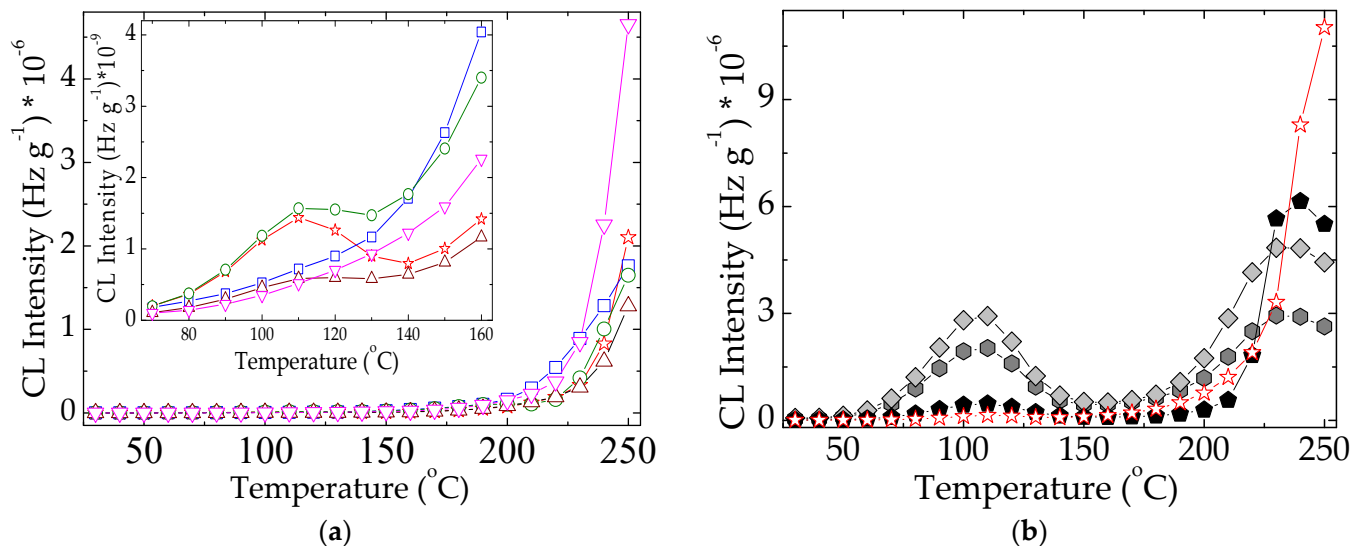 CL Intensity (Hz g⁻¹) * 10⁻⁶
4
3
2
1
0
50 100 150 200 250
Temperature (°C)
CL Intensity (Hz g⁻¹)*10⁻⁹
4
3
2
1
0
80 100 120 140 160
Temperature (°C)
(a)
CL Intensity (Hz g⁻¹) * 10⁻⁶
9
6
3
0
50 100 150 200 250
Temperature (°C)
(b)